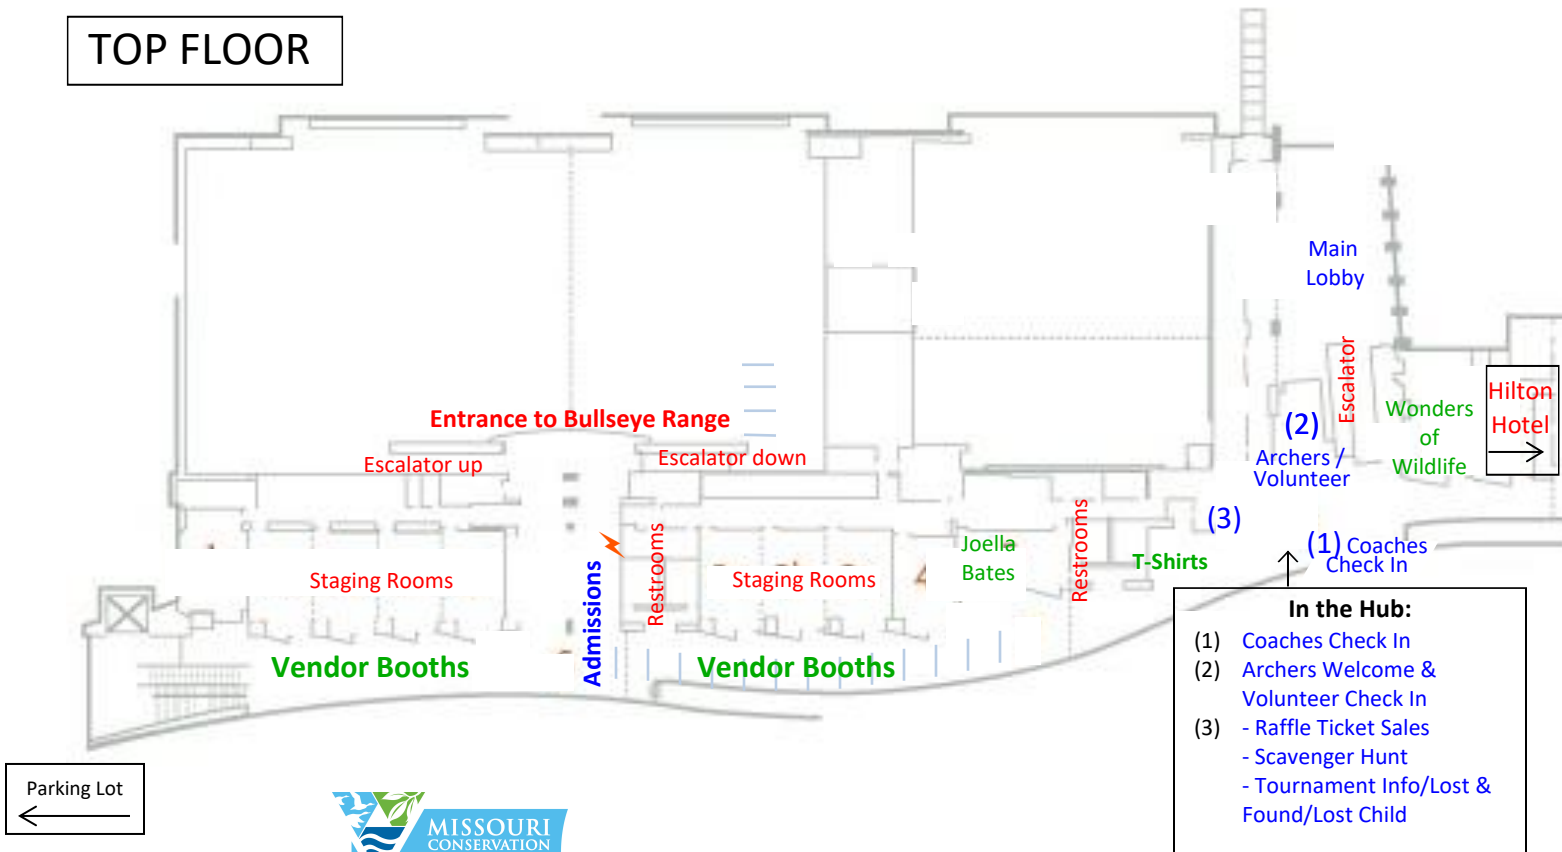 TOP FLOOR
Main
Lobby
Escalator
Hilton
Hotel
Wonders
of
Wildlife
(2)
Archers /
Volunteer
Entrance to Bullseye Range
Escalator up
Escalator down
(3)
(1) Coaches
Check In
Joella
Bates
Restrooms
T-Shirts
Staging Rooms
Admissions
Restrooms
Staging Rooms
Vendor Booths
Vendor Booths
In the Hub:
(1) Coaches Check In
(2) Archers Welcome &
Volunteer Check In
(3) - Raffle Ticket Sales
- Scavenger Hunt
- Tournament Info/Lost &
Found/Lost Child
Parking Lot
MISSOURI
CONSERVATION